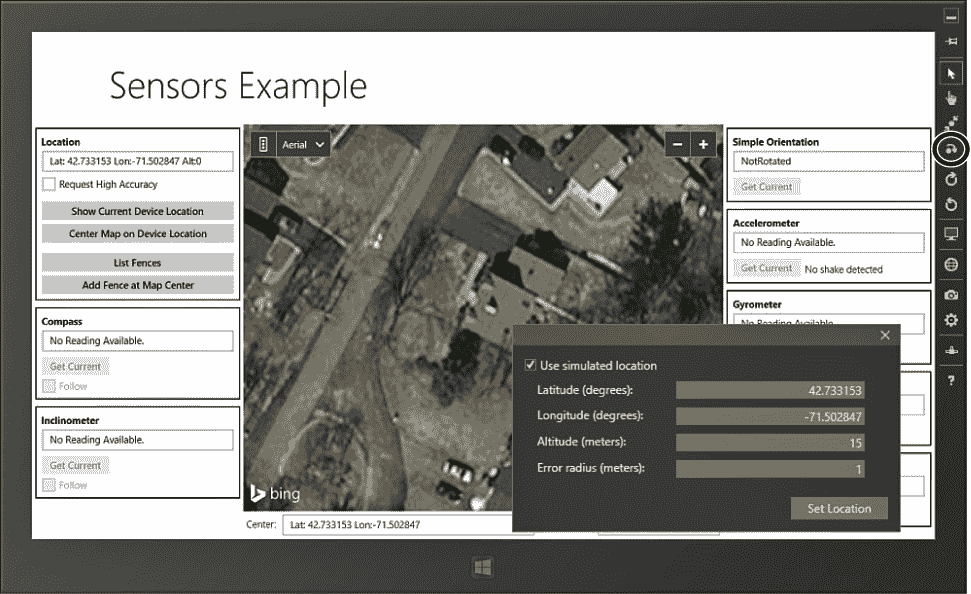 Sensors Example
Location
Lat: 42.733153 Lon:-71.502847 Alt:0
Request High Accuracy
Show Current Device Location
Center Map on Device Location
List Fences
Add Fence at Map Center
Compass
No Reading Available.
Get Current
Follow
Inclinometer
No Reading Available.
Get Current
Follow
Aerial
− +
bing
Center: Lat: 42.733153 Lon:-71.502847
Simple Orientation
NotRotated
Get Current
Accelerometer
No Reading Available.
Get Current No shake detected
Gyrometer
No Reading Available.
Use simulated location
Latitude (degrees): 42.733153
Longitude (degrees): -71.502847
Altitude (meters): 15
Error radius (meters): 1
Set Location
?